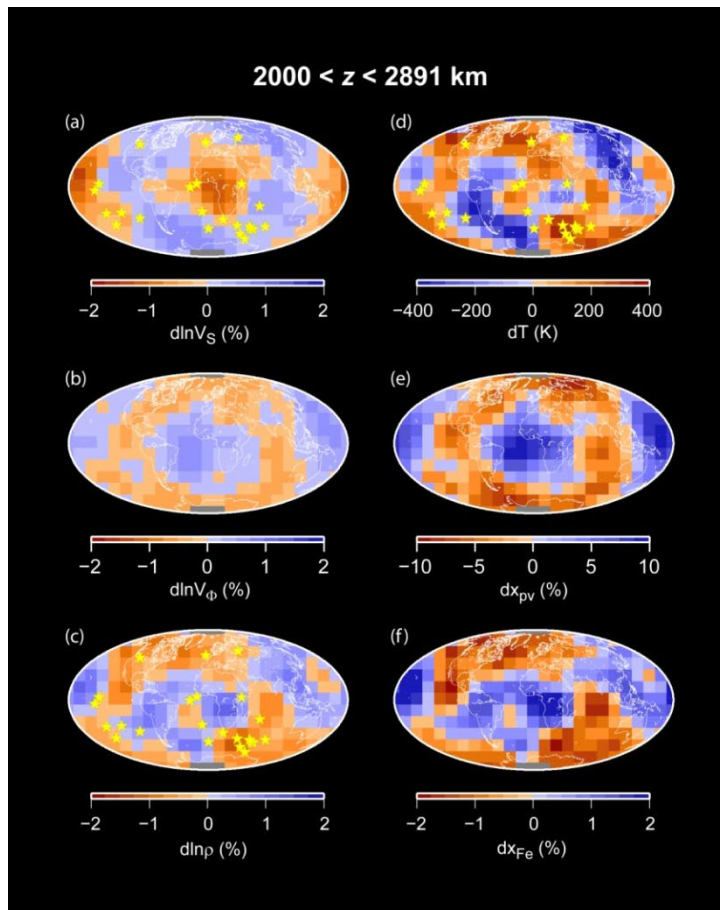 2000 < z < 2891 km
(a)
(d)
−2 −1 0 1 2
dlnV_S (%)
−400 −200 0 200 400
dT (K)
(b)
(e)
−2 −1 0 1 2
dlnV_Φ (%)
−10 −5 0 5 10
dx_pv (%)
(c)
(f)
−2 −1 0 1 2
dlnρ (%)
−2 −1 0 1 2
dx_Fe (%)